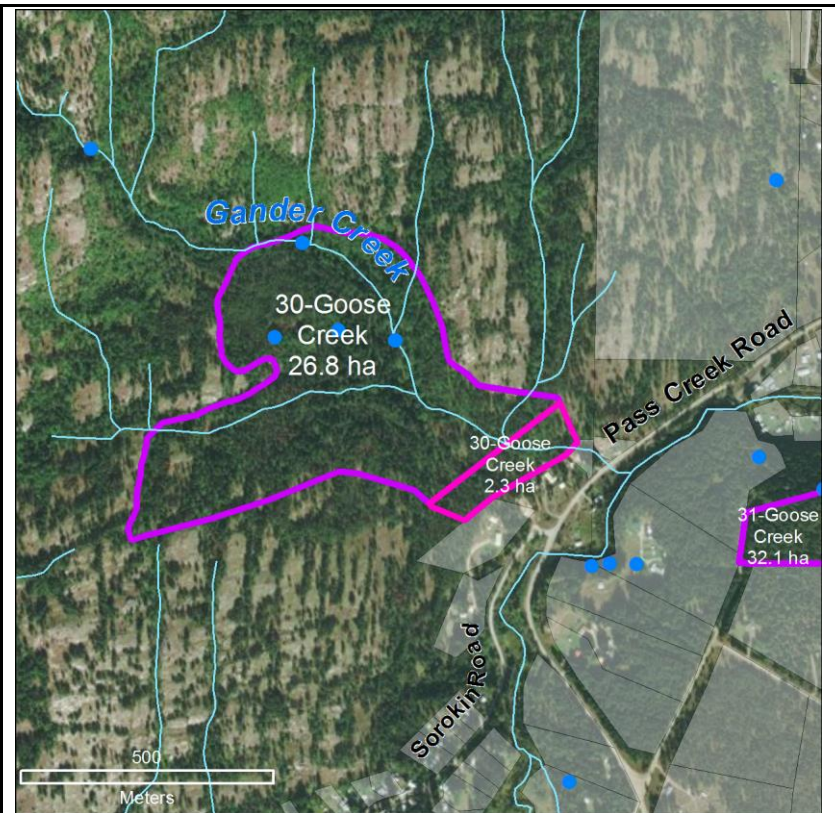 Gander Creek
30-Goose
Creek
26.8 ha
Pass Creek Road
30-Goose
Creek
2.3 ha
31-Goose
Creek
32.1 ha
Sorokin Road
500
Meters